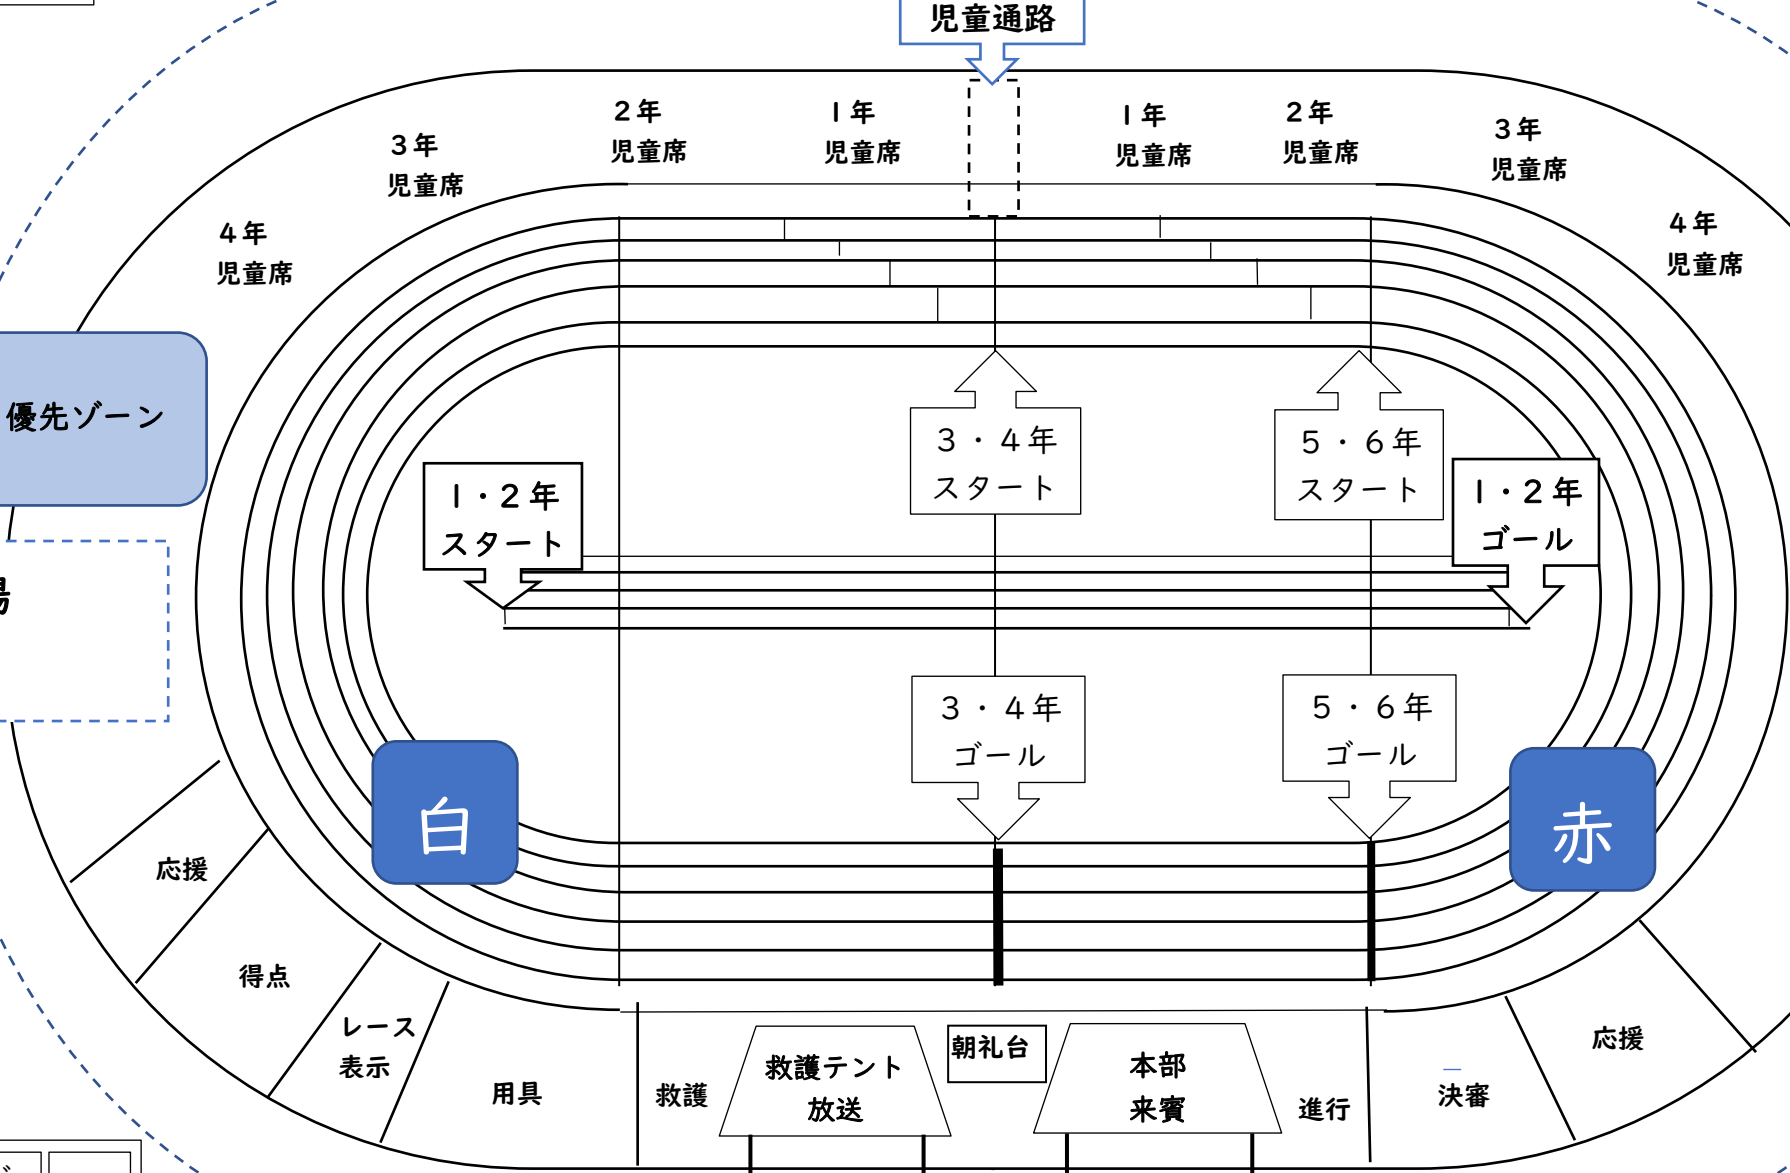 児童通路
2年
児童席
1年
児童席
1年
児童席
2年
児童席
3年
児童席
3年
児童席
4年
児童席
4年
児童席
優先ゾーン
3・4年
スタート
5・6年
スタート
1・2年
スタート
1・2年
ゴール
場
3・4年
ゴール
5・6年
ゴール
白
赤
応援
得点
レース
表示
用具
救護
救護テント
放送
朝礼台
本部
来賓
進行
決審
応援